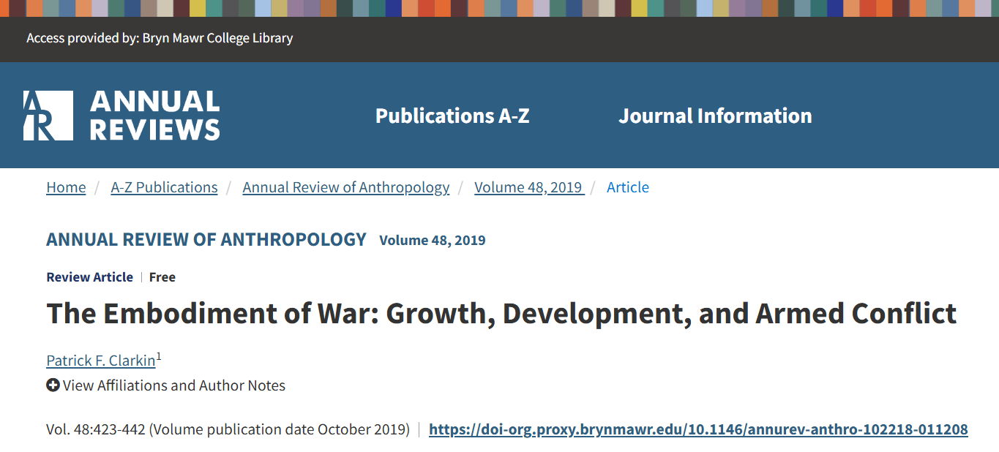 Access provided by: Bryn Mawr College Library
AR
ANNUAL
REVIEWS
Publications A-Z
Journal Information
Home / A-Z Publications / Annual Review of Anthropology / Volume 48, 2019 / Article
ANNUAL REVIEW OF ANTHROPOLOGY Volume 48, 2019
Review Article | Free
The Embodiment of War: Growth, Development, and Armed Conflict
Patrick F. Clarkin1
View Affiliations and Author Notes
Vol. 48:423-442 (Volume publication date October 2019) | https://doi-org.proxy.brynmawr.edu/10.1146/annurev-anthro-102218-011208